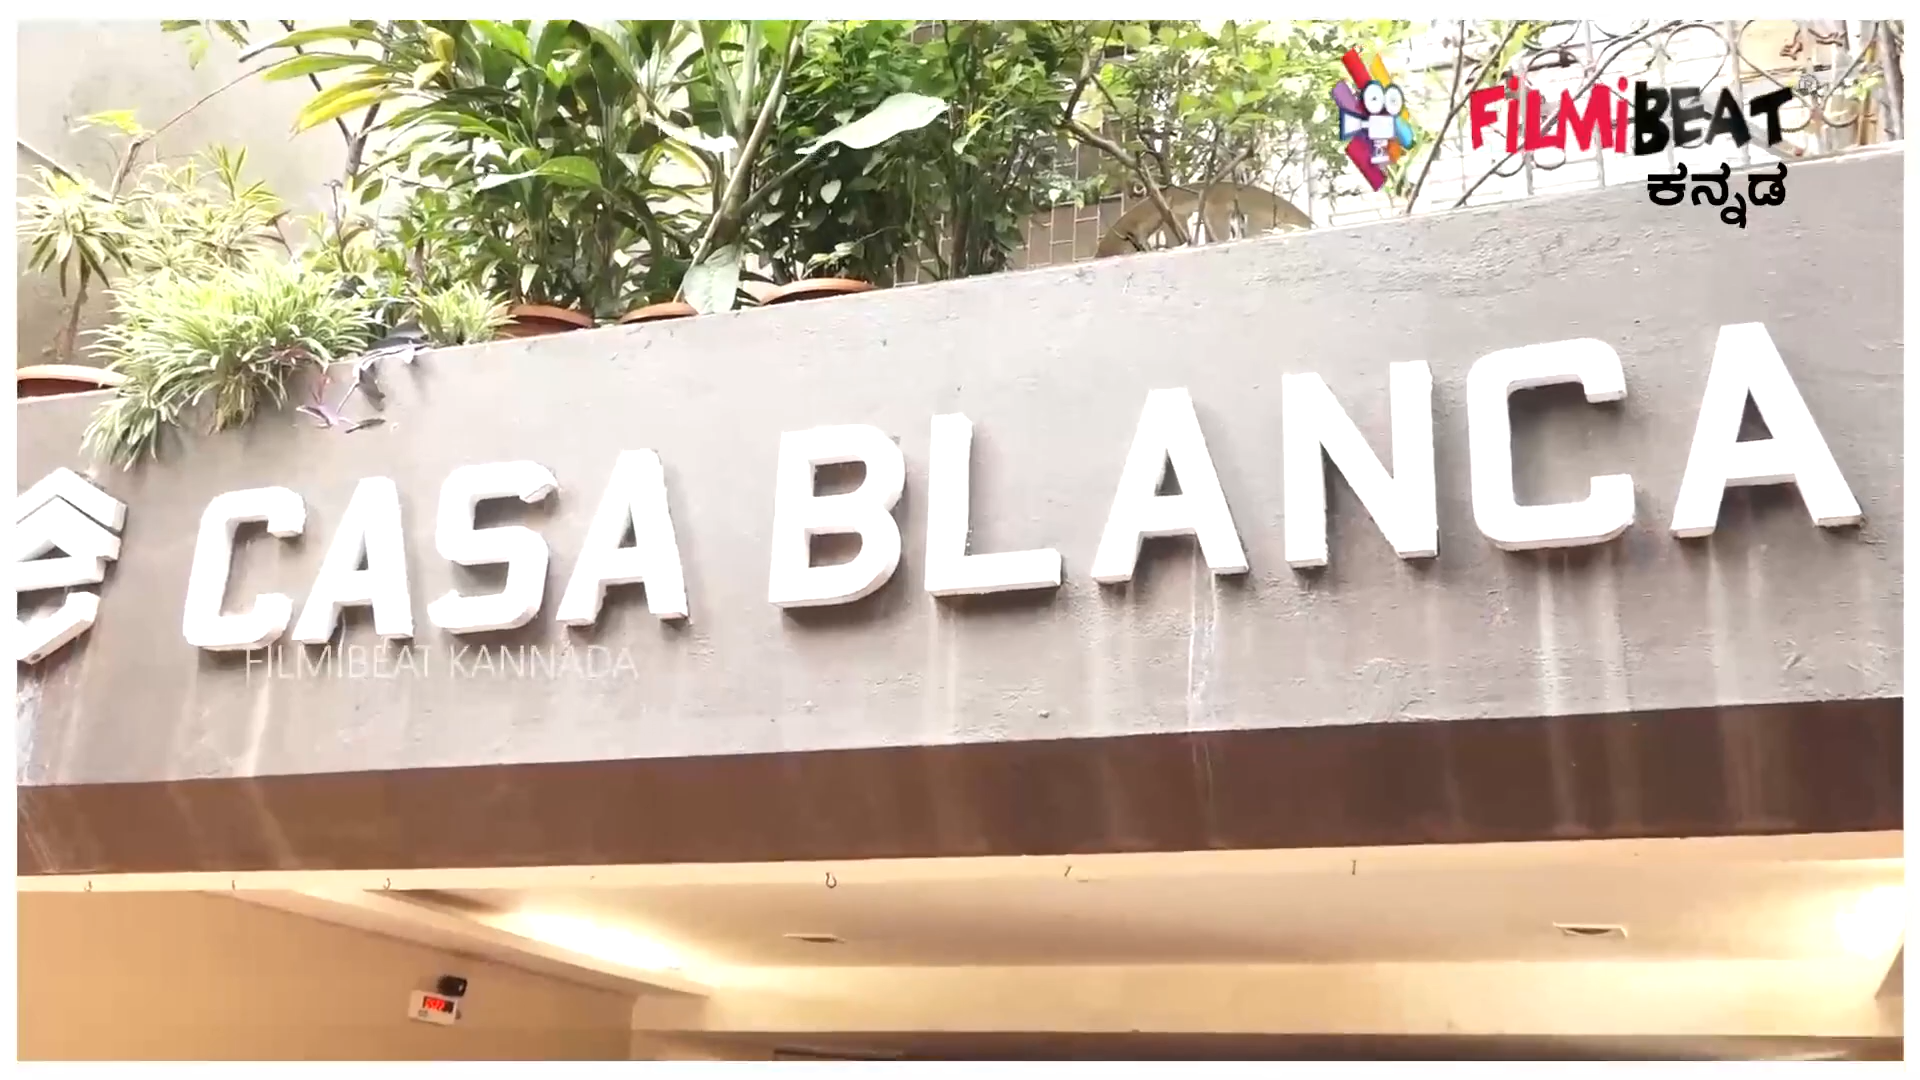 FiLMiBEAT
ಕನ್ನಡ
CASA BLANCA
FILMIBEAT KANNADA